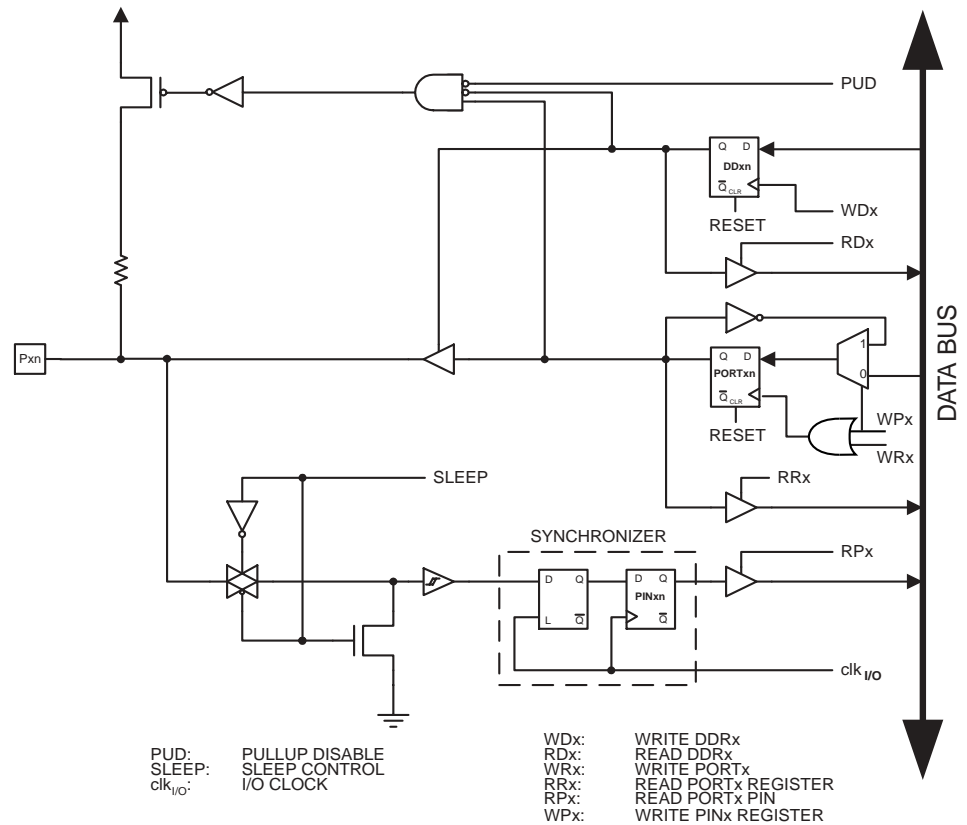 PUD
Q D
DDxn
Q CLR
WDx
RESET
RDx
Pxn
1
Q D
0
PORTxn
Q CLR
WPx
RESET
WRx
DATA BUS
SLEEP
RRx
SYNCHRONIZER
RPx
D Q
D Q
PINxn
L Q
Q
clk I/O
PUD: PULLUP DISABLE
SLEEP: SLEEP CONTROL
clkI/O: I/O CLOCK
WDx: WRITE DDRx
RDx: READ DDRx
WRx: WRITE PORTx
RRx: READ PORTx REGISTER
RPx: READ PORTx PIN
WPx: WRITE PINx REGISTER